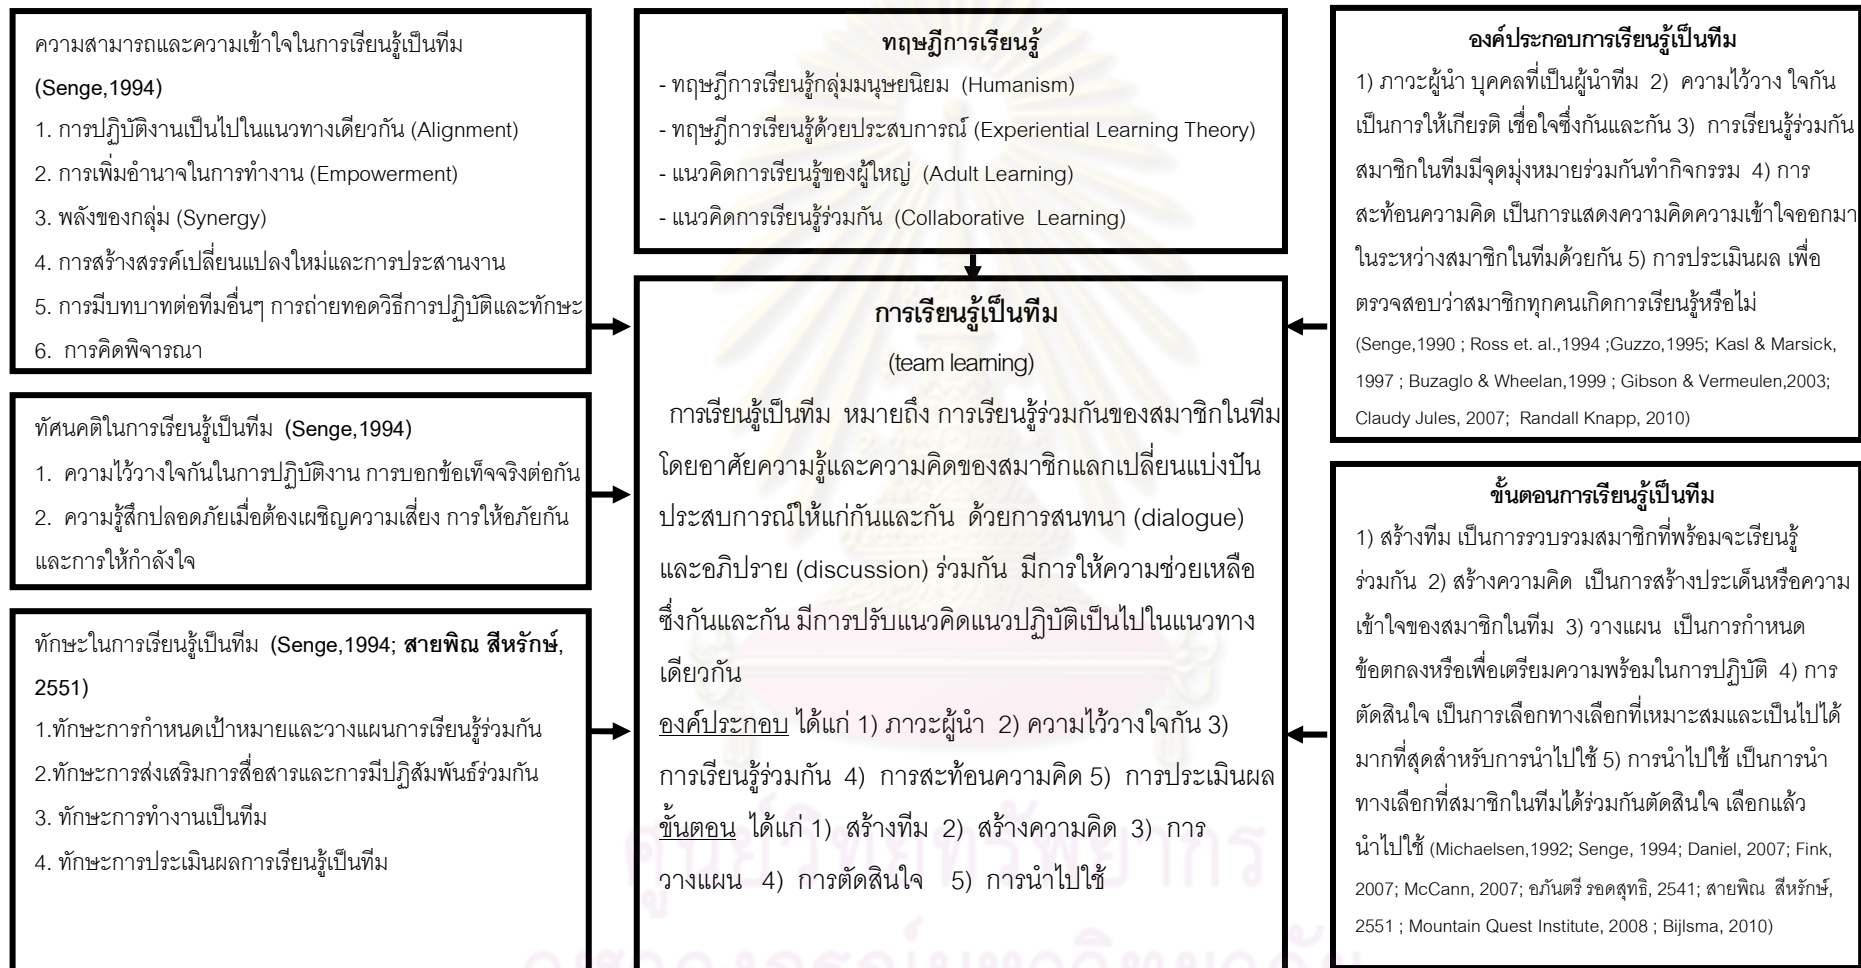 ความสามารถและความเข้าใจในการเรียนรู้เป็นทีม
(Senge,1994)
1. การปฏิบัติงานเป็นไปในแนวทางเดียวกัน (Alignment)
2. การเพิ่มอำนาจในการทำงาน (Empowerment)
3. พลังของกลุ่ม (Synergy)
4. การสร้างสรรค์เปลี่ยนแปลงใหม่และการประสานงาน
5. การมีบทบาทต่อทีมอื่นๆ การถ่ายทอดวิธีการปฏิบัติและทักษะ
6. การคิดพิจารณา
ทัศนคติในการเรียนรู้เป็นทีม (Senge,1994)
1. ความไว้วางใจกันในการปฏิบัติงาน การบอกข้อเท็จจริงต่อกัน
2. ความรู้สึกปลอดภัยเมื่อต้องเผชิญความเสี่ยง การให้อภัยกัน
และการให้กำลังใจ
ทักษะในการเรียนรู้เป็นทีม (Senge,1994; สายพิณ สีหรักษ์,
2551)
1.ทักษะการกำหนดเป้าหมายและวางแผนการเรียนรู้ร่วมกัน
2.ทักษะการส่งเสริมการสื่อสารและการมีปฏิสัมพันธ์ร่วมกัน
3. ทักษะการทำงานเป็นทีม
4. ทักษะการประเมินผลการเรียนรู้เป็นทีม
ทฤษฎีการเรียนรู้
- ทฤษฎีการเรียนรู้กลุ่มมนุษยนิยม (Humanism)
- ทฤษฎีการเรียนรู้ด้วยประสบการณ์ (Experiential Learning Theory)
- แนวคิดการเรียนรู้ของผู้ใหญ่ (Adult Learning)
- แนวคิดการเรียนรู้ร่วมกัน (Collaborative Learning)
การเรียนรู้เป็นทีม
(team learning)
การเรียนรู้เป็นทีม หมายถึง การเรียนรู้ร่วมกันของสมาชิกในทีม
โดยอาศัยความรู้และความคิดของสมาชิกแลกเปลี่ยนแบ่งปัน
ประสบการณ์ให้แก่กันและกัน ด้วยการสนทนา (dialogue)
และอภิปราย (discussion) ร่วมกัน มีการให้ความช่วยเหลือ
ซึ่งกันและกัน มีการปรับแนวคิดแนวปฏิบัติเป็นไปในแนวทาง
เดียวกัน
องค์ประกอบ ได้แก่ 1) ภาวะผู้นำ 2) ความไว้วางใจกัน 3)
การเรียนรู้ร่วมกัน 4) การสะท้อนความคิด 5) การประเมินผล
ขั้นตอน ได้แก่ 1) สร้างทีม 2) สร้างความคิด 3) การ
วางแผน 4) การตัดสินใจ 5) การนำไปใช้
องค์ประกอบการเรียนรู้เป็นทีม
1) ภาวะผู้นำ บุคคลที่เป็นผู้นำทีม 2) ความไว้วาง ใจกัน
เป็นการให้เกียรติ เชื่อใจซึ่งกันและกัน 3) การเรียนรู้ร่วมกัน
สมาชิกในทีมมีจุดมุ่งหมายร่วมกันทำกิจกรรม 4) การ
สะท้อนความคิด เป็นการแสดงความคิดความเข้าใจออกมา
ในระหว่างสมาชิกในทีมด้วยกัน 5) การประเมินผล เพื่อ
ตรวจสอบว่าสมาชิกทุกคนเกิดการเรียนรู้หรือไม่
(Senge,1990 ; Ross et. al.,1994 ;Guzzo,1995; Kasl & Marsick,
1997 ; Buzaglo & Wheelan,1999 ; Gibson & Vermeulen,2003;
Claudy Jules, 2007; Randall Knapp, 2010)
ขั้นตอนการเรียนรู้เป็นทีม
1) สร้างทีม เป็นการรวบรวมสมาชิกที่พร้อมจะเรียนรู้
ร่วมกัน 2) สร้างความคิด เป็นการสร้างประเด็นหรือความ
เข้าใจของสมาชิกในทีม 3) วางแผน เป็นการกำหนด
ข้อตกลงหรือเพื่อเตรียมความพร้อมในการปฏิบัติ 4) การ
ตัดสินใจ เป็นการเลือกทางเลือกที่เหมาะสมและเป็นไปได้
มากที่สุดสำหรับการนำไปใช้ 5) การนำไปใช้ เป็นการนำ
ทางเลือกที่สมาชิกในทีมได้ร่วมกันตัดสินใจ เลือกแล้ว
นำไปใช้ (Michaelsen,1992; Senge, 1994; Daniel, 2007; Fink,
2007; McCann, 2007; อภันตรี รอดสุทธิ, 2541; สายพิณ สีหรักษ์,
2551 ; Mountain Quest Institute, 2008 ; Bijlsma, 2010)
ศูนย์วิทยทรัพยากร
จุฬาลงกรณ์มหาวิทยาลัย